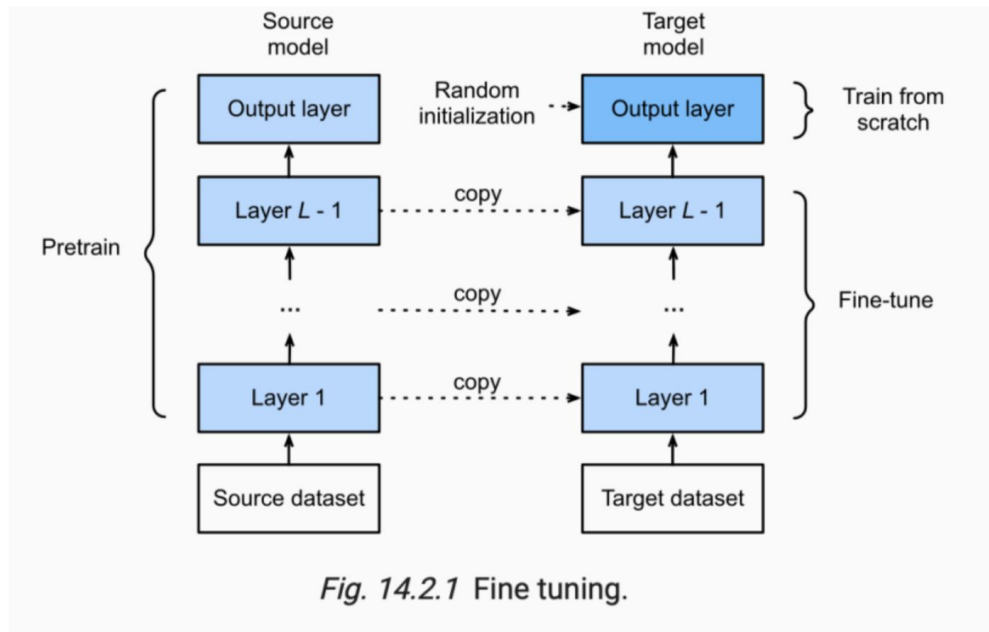 Source
model
Target
model
Output layer
Random
initialization
Output layer
Train from
scratch
Layer L - 1
copy
Layer L - 1
Pretrain
...
copy
...
Fine-tune
Layer 1
copy
Layer 1
Source dataset
Target dataset
Fig. 14.2.1 Fine tuning.